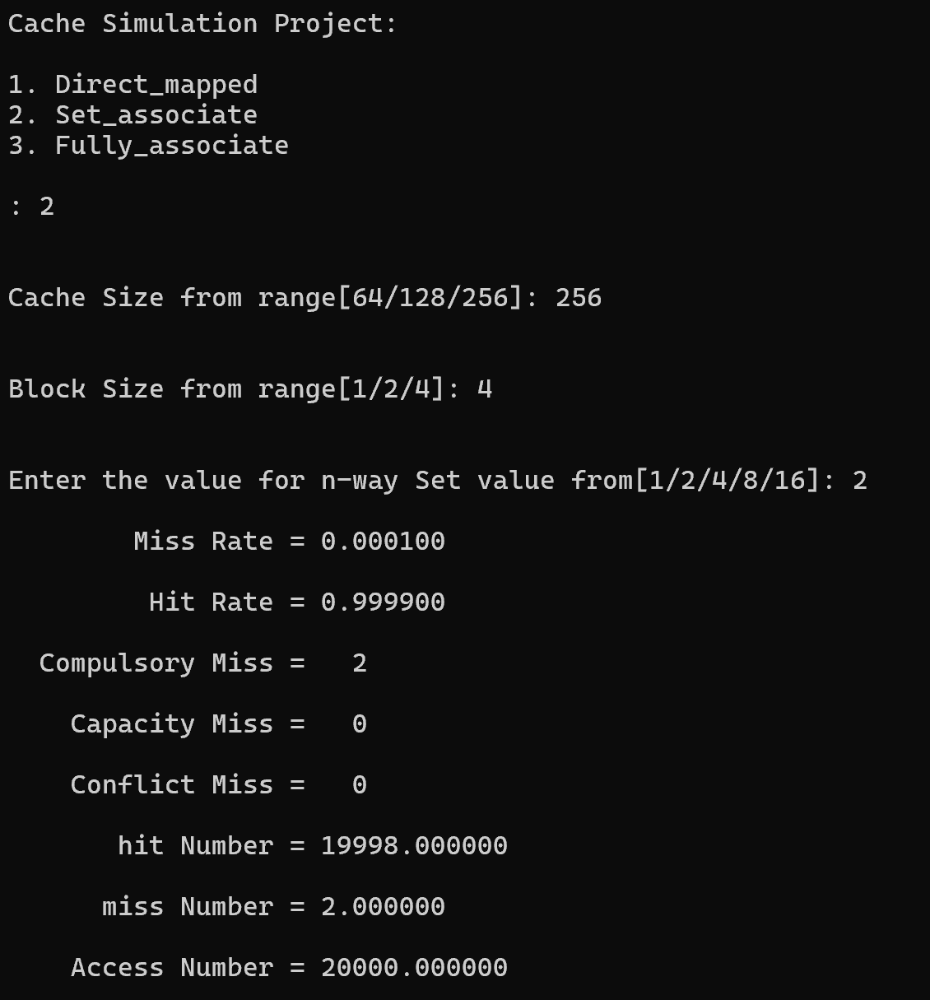 Cache Simulation Project:
1. Direct_mapped
2. Set_associate
3. Fully_associate
: 2
Cache Size from range[64/128/256]: 256
Block Size from range[1/2/4]: 4
Enter the value for n-way Set value from[1/2/4/8/16]: 2
Miss Rate = 0.000100
Hit Rate = 0.999900
Compulsory Miss =   2
Capacity Miss =   0
Conflict Miss =   0
hit Number = 19998.000000
miss Number = 2.000000
Access Number = 20000.000000